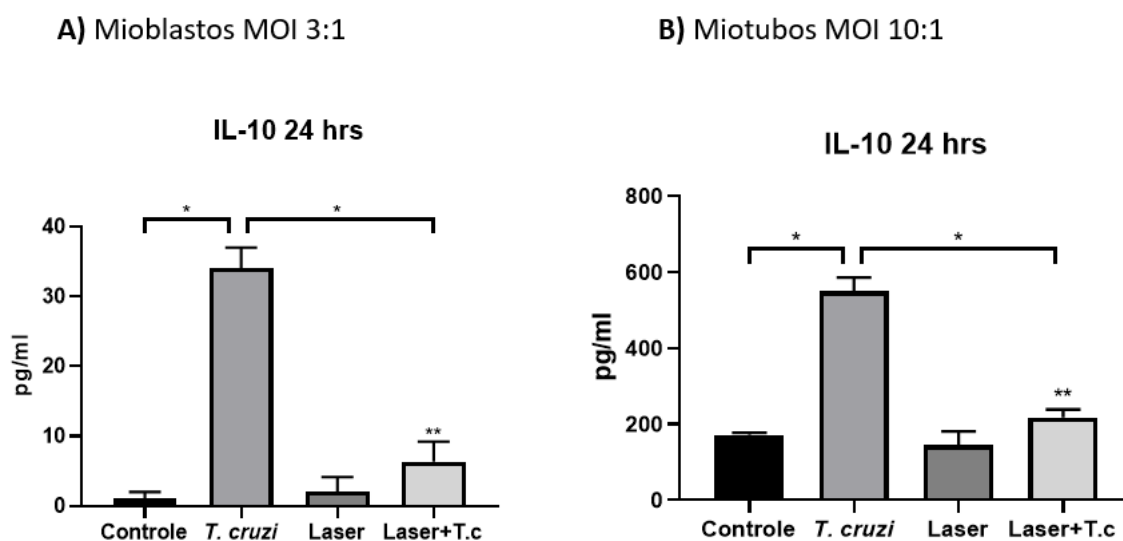 A) Mioblastos MOI 3:1
IL-10 24 hrs
*
*
40
30
20
10
0
pg/ml
**
Controle T. cruzi Laser Laser+T.c
B) Miotubos MOI 10:1
IL-10 24 hrs
*
*
800
600
400
200
0
pg/ml
**
Controle T. cruzi Laser Laser+T.c